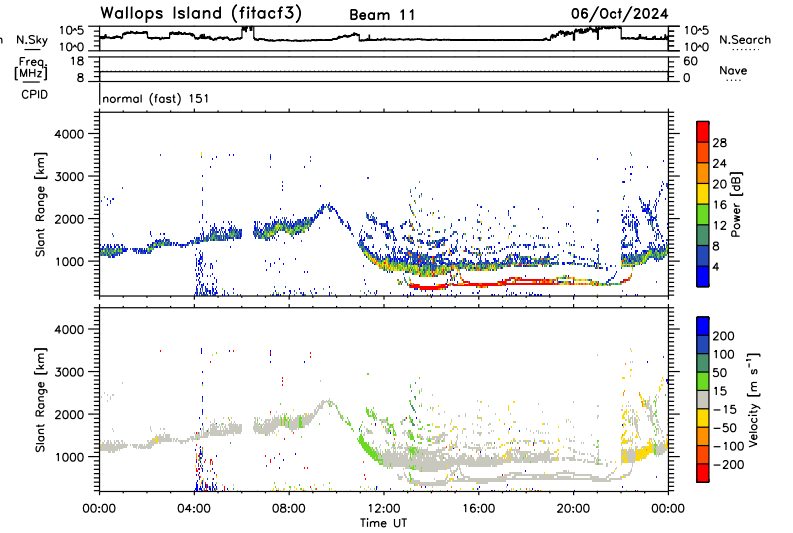 Wallops Island (fitacf3) Beam 11 06/Oct/2024
N.Sky 10^5 10^5 N.Search
10^0 10^0
Freq. 18 60
[MHz] 8 0 Nave
CPID
normal (fast) 151
Slant Range [km]
4000
3000
2000
1000
28
24
20
16
12
8
4
Power [dB]
Slant Range [km]
4000
3000
2000
1000
200
100
50
15
-15
-50
-100
-200
Velocity [m s^-1]
00:00 04:00 08:00 12:00 16:00 20:00 00:00
Time UT